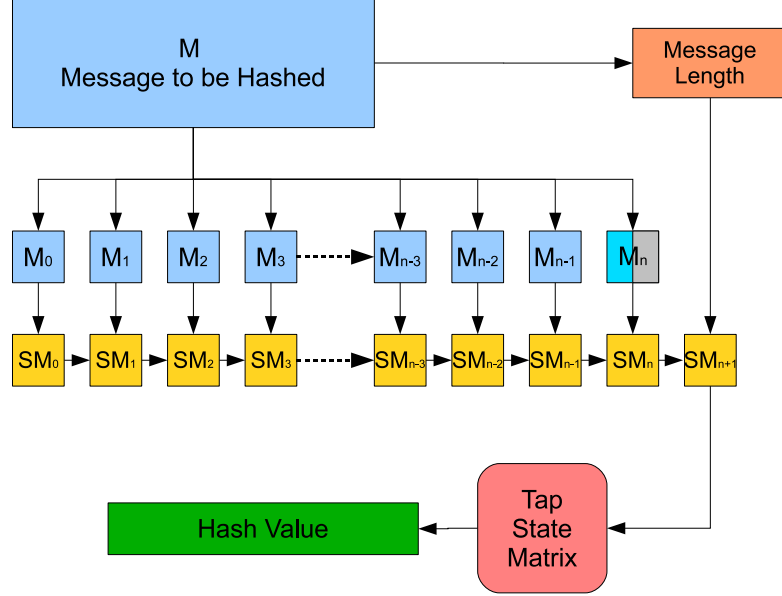 M
Message to be Hashed
Message
Length
M0 M1 M2 M3 Mn-3 Mn-2 Mn-1 Mn
SM0 SM1 SM2 SM3 SMn-3 SMn-2 SMn-1 SMn SMn+1
Hash Value
Tap
State
Matrix